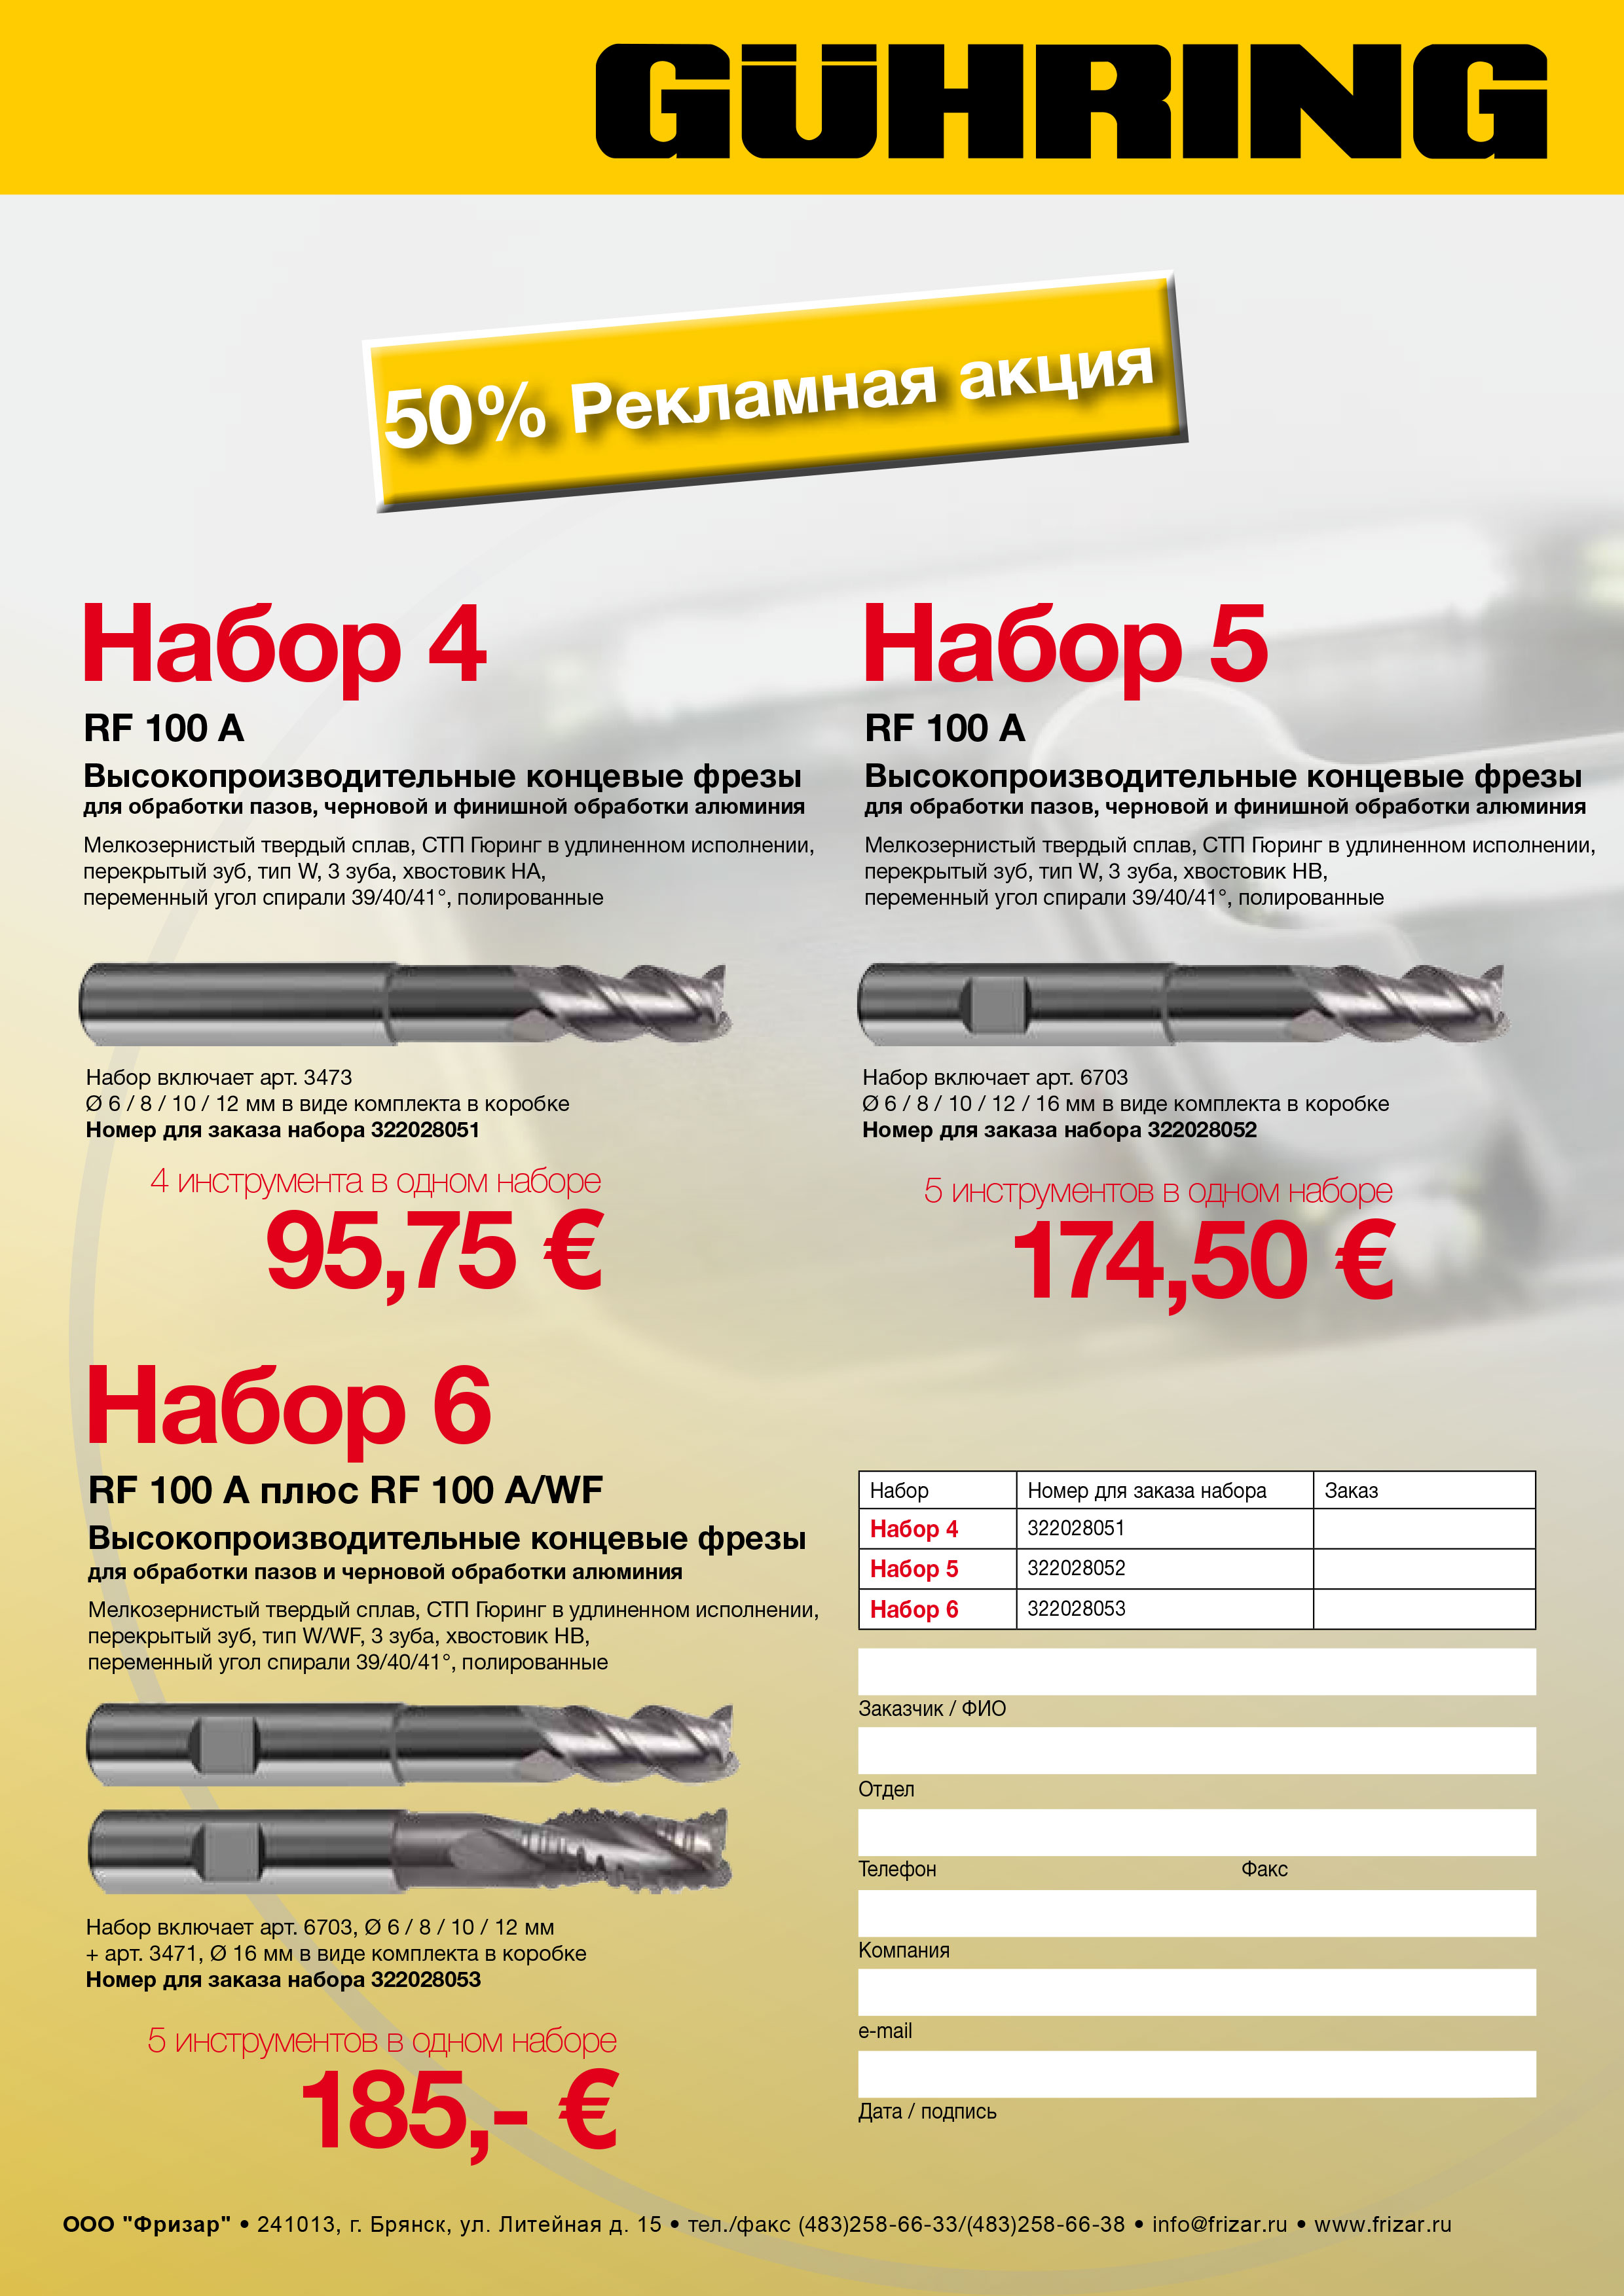 GÜHRING
50% Рекламная акция
Набор 4
RF 100 A
Высокопроизводительные концевые фрезы
для обработки пазов, черновой и финишной обработки алюминия
Мелкозернистый твердый сплав, СТП Гюринг в удлиненном исполнении,
перекрытый зуб, тип W, 3 зуба, хвостовик HA,
переменный угол спирали 39/40/41°, полированные
Набор включает арт. 3473
Ø 6 / 8 / 10 / 12 мм в виде комплекта в коробке
Номер для заказа набора 322028051
4 инструмента в одном наборе
95,75 €
Набор 5
RF 100 A
Высокопроизводительные концевые фрезы
для обработки пазов, черновой и финишной обработки алюминия
Мелкозернистый твердый сплав, СТП Гюринг в удлиненном исполнении,
перекрытый зуб, тип W, 3 зуба, хвостовик HB,
переменный угол спирали 39/40/41°, полированные
Набор включает арт. 6703
Ø 6 / 8 / 10 / 12 / 16 мм в виде комплекта в коробке
Номер для заказа набора 322028052
5 инструментов в одном наборе
174,50 €
Набор 6
RF 100 A плюс RF 100 A/WF
Высокопроизводительные концевые фрезы
для обработки пазов и черновой обработки алюминия
Мелкозернистый твердый сплав, СТП Гюринг в удлиненном исполнении,
перекрытый зуб, тип W/WF, 3 зуба, хвостовик HB,
переменный угол спирали 39/40/41°, полированные
Набор включает арт. 6703, Ø 6 / 8 / 10 / 12 мм
+ арт. 3471, Ø 16 мм в виде комплекта в коробке
Номер для заказа набора 322028053
5 инструментов в одном наборе
185,- €
Набор Номер для заказа набора Заказ
Набор 4 322028051
Набор 5 322028052
Набор 6 322028053
Заказчик / ФИО
Отдел
Телефон Факс
Компания
e-mail
Дата / подпись
ООО "Фризар" • 241013, г. Брянск, ул. Литейная д. 15 • тел./факс (483)258-66-33/(483)258-66-38 • info@frizar.ru • www.frizar.ru